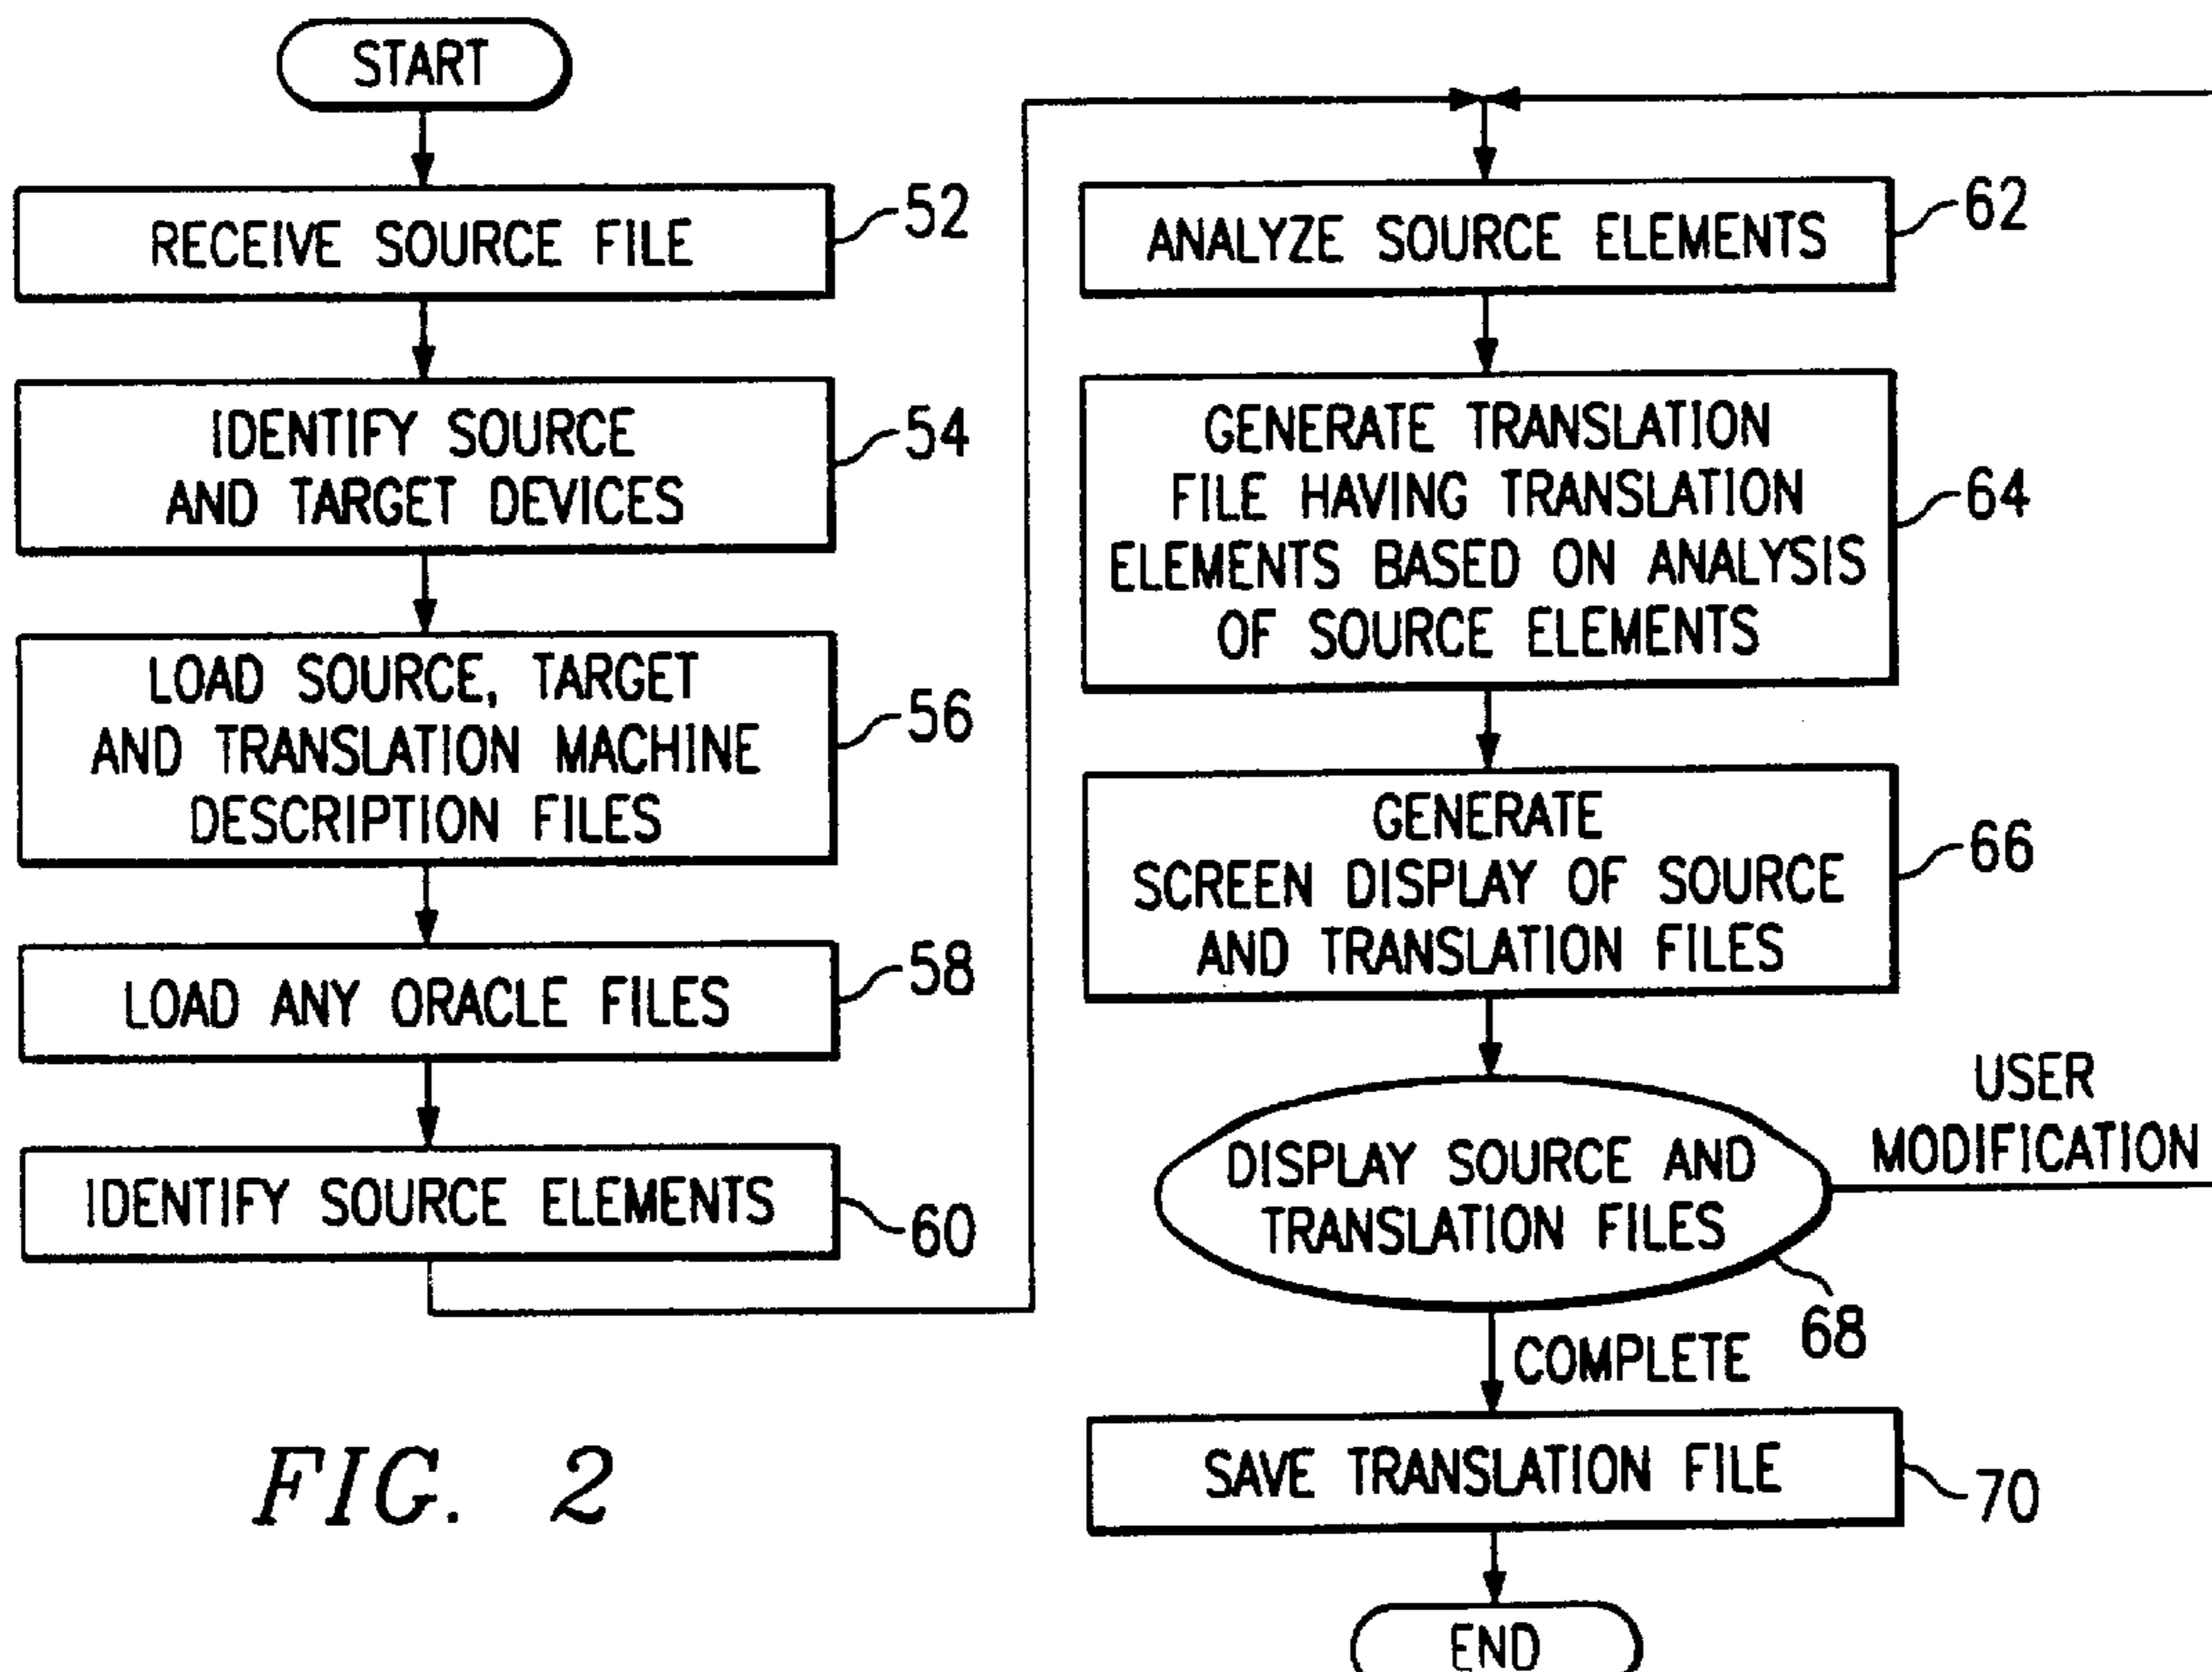 START
RECEIVE SOURCE FILE
52
IDENTIFY SOURCE
AND TARGET DEVICES
54
LOAD SOURCE, TARGET
AND TRANSLATION MACHINE
DESCRIPTION FILES
56
LOAD ANY ORACLE FILES
58
IDENTIFY SOURCE ELEMENTS
60
ANALYZE SOURCE ELEMENTS
62
GENERATE TRANSLATION
FILE HAVING TRANSLATION
ELEMENTS BASED ON ANALYSIS
OF SOURCE ELEMENTS
64
GENERATE
SCREEN DISPLAY OF SOURCE
AND TRANSLATION FILES
66
DISPLAY SOURCE AND
TRANSLATION FILES
68
USER
MODIFICATION
COMPLETE
SAVE TRANSLATION FILE
70
END
FIG. 2